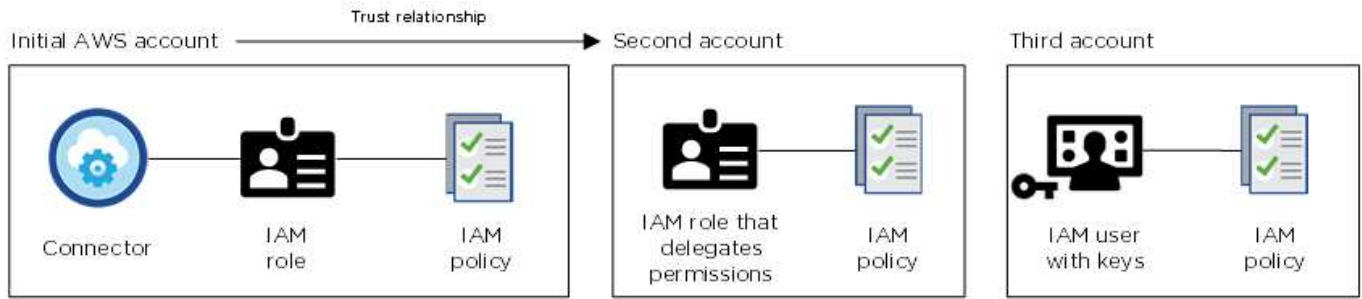 Trust relationship
Initial AWS account
Second account
Third account
Connector
IAM
role
IAM
policy
IAM role that
delegates
permissions
IAM
policy
IAM user
with keys
IAM
policy